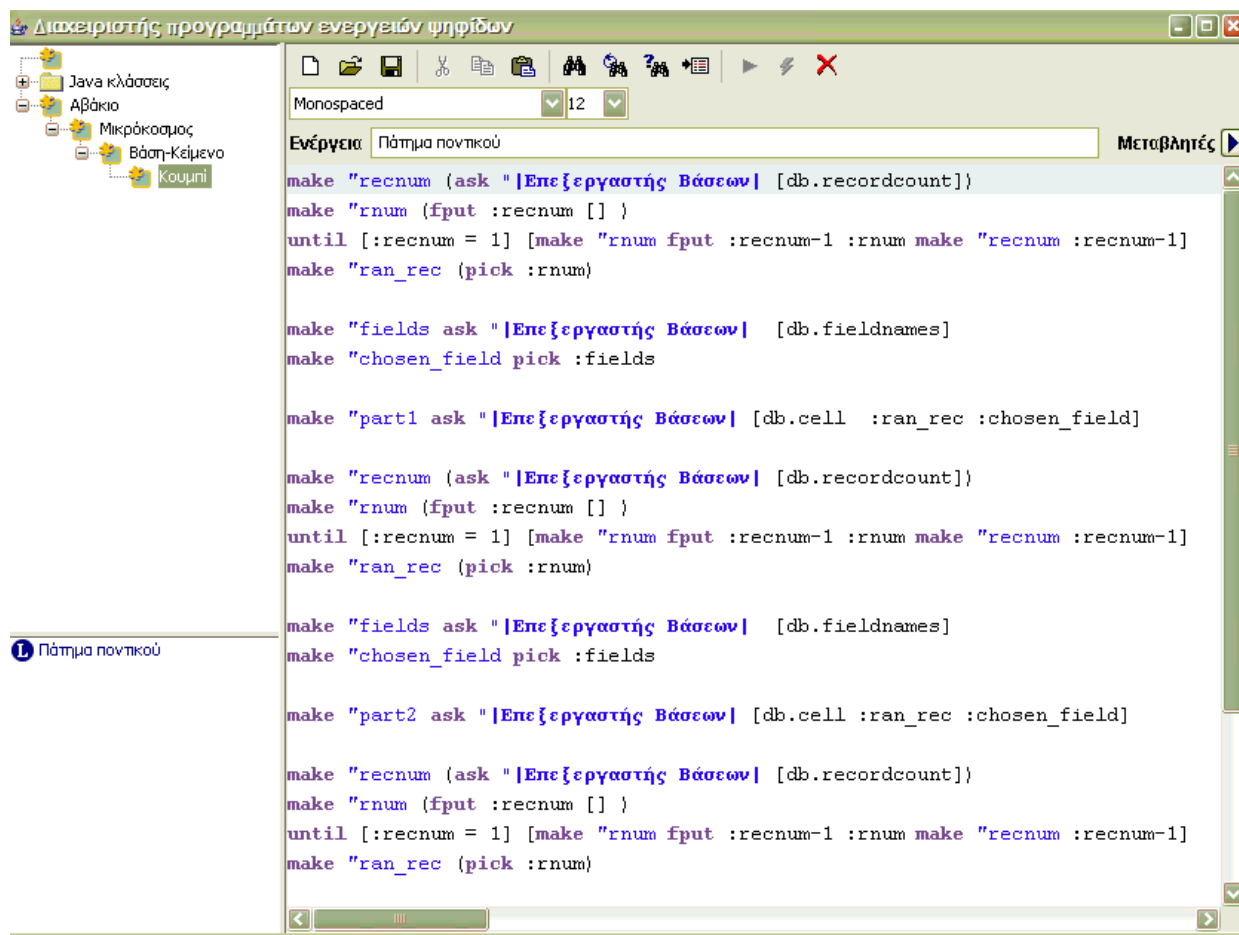 Διαχειριστής προγραμμάτων ενεργειών ψηφίδων
Java κλάσσεις
Αβάκιο
Μικρόκοσμος
Βάση-Κείμενο
Κουμπί
Πάτημα ποντικού
Monospaced 12
Ενέργεια Πάτημα ποντικού Μεταβλητές
make "recnum (ask "|Επεξεργαστής Βάσεων| [db.recordcount])
make "rnum (fput :recnum [] )
until [:recnum = 1] [make "rnum fput :recnum-1 :rnum make "recnum :recnum-1]
make "ran_rec (pick :rnum)
make "fields ask "|Επεξεργαστής Βάσεων|  [db.fieldnames]
make "chosen_field pick :fields
make "part1 ask "|Επεξεργαστής Βάσεων| [db.cell  :ran_rec :chosen_field]
make "recnum (ask "|Επεξεργαστής Βάσεων| [db.recordcount])
make "rnum (fput :recnum [] )
until [:recnum = 1] [make "rnum fput :recnum-1 :rnum make "recnum :recnum-1]
make "ran_rec (pick :rnum)
make "fields ask "|Επεξεργαστής Βάσεων|  [db.fieldnames]
make "chosen_field pick :fields
make "part2 ask "|Επεξεργαστής Βάσεων| [db.cell :ran_rec :chosen_field]
make "recnum (ask "|Επεξεργαστής Βάσεων| [db.recordcount])
make "rnum (fput :recnum [] )
until [:recnum = 1] [make "rnum fput :recnum-1 :rnum make "recnum :recnum-1]
make "ran_rec (pick :rnum)